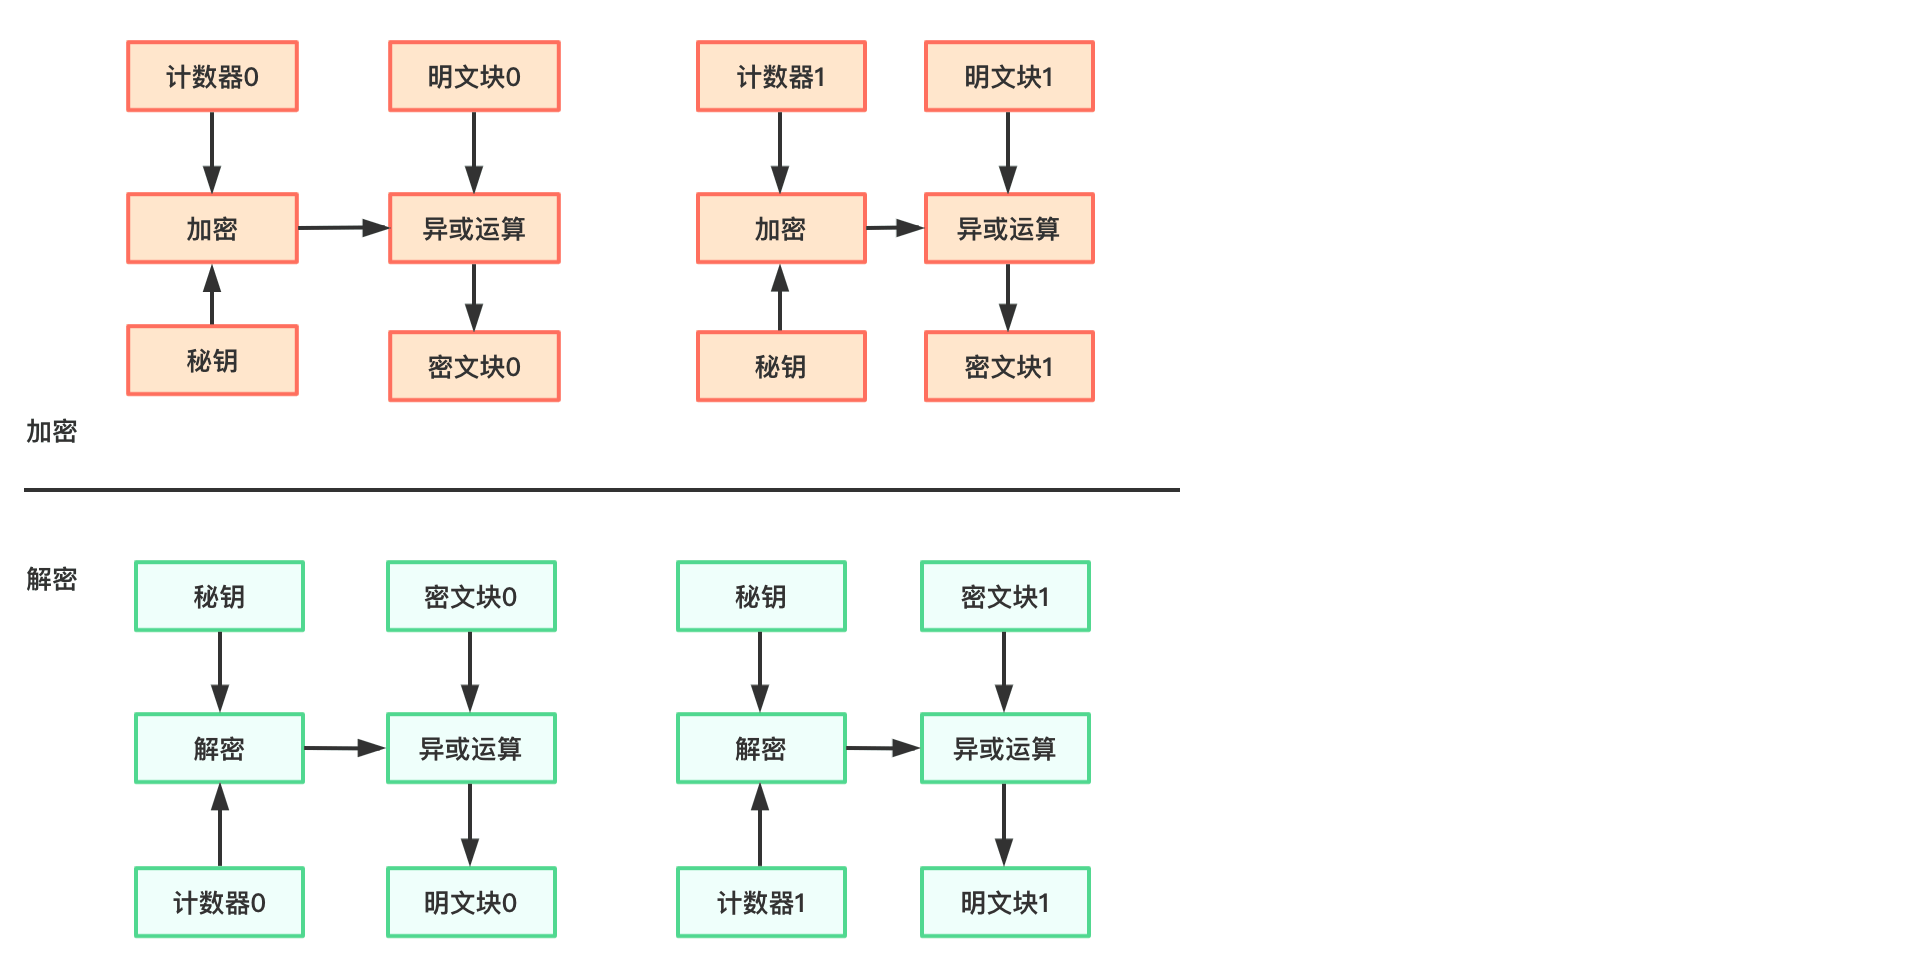 计数器0
明文块0
计数器1
明文块1
加密
异或运算
加密
异或运算
秘钥
密文块0
秘钥
密文块1
加密
解密
秘钥
密文块0
秘钥
密文块1
解密
异或运算
解密
异或运算
计数器0
明文块0
计数器1
明文块1